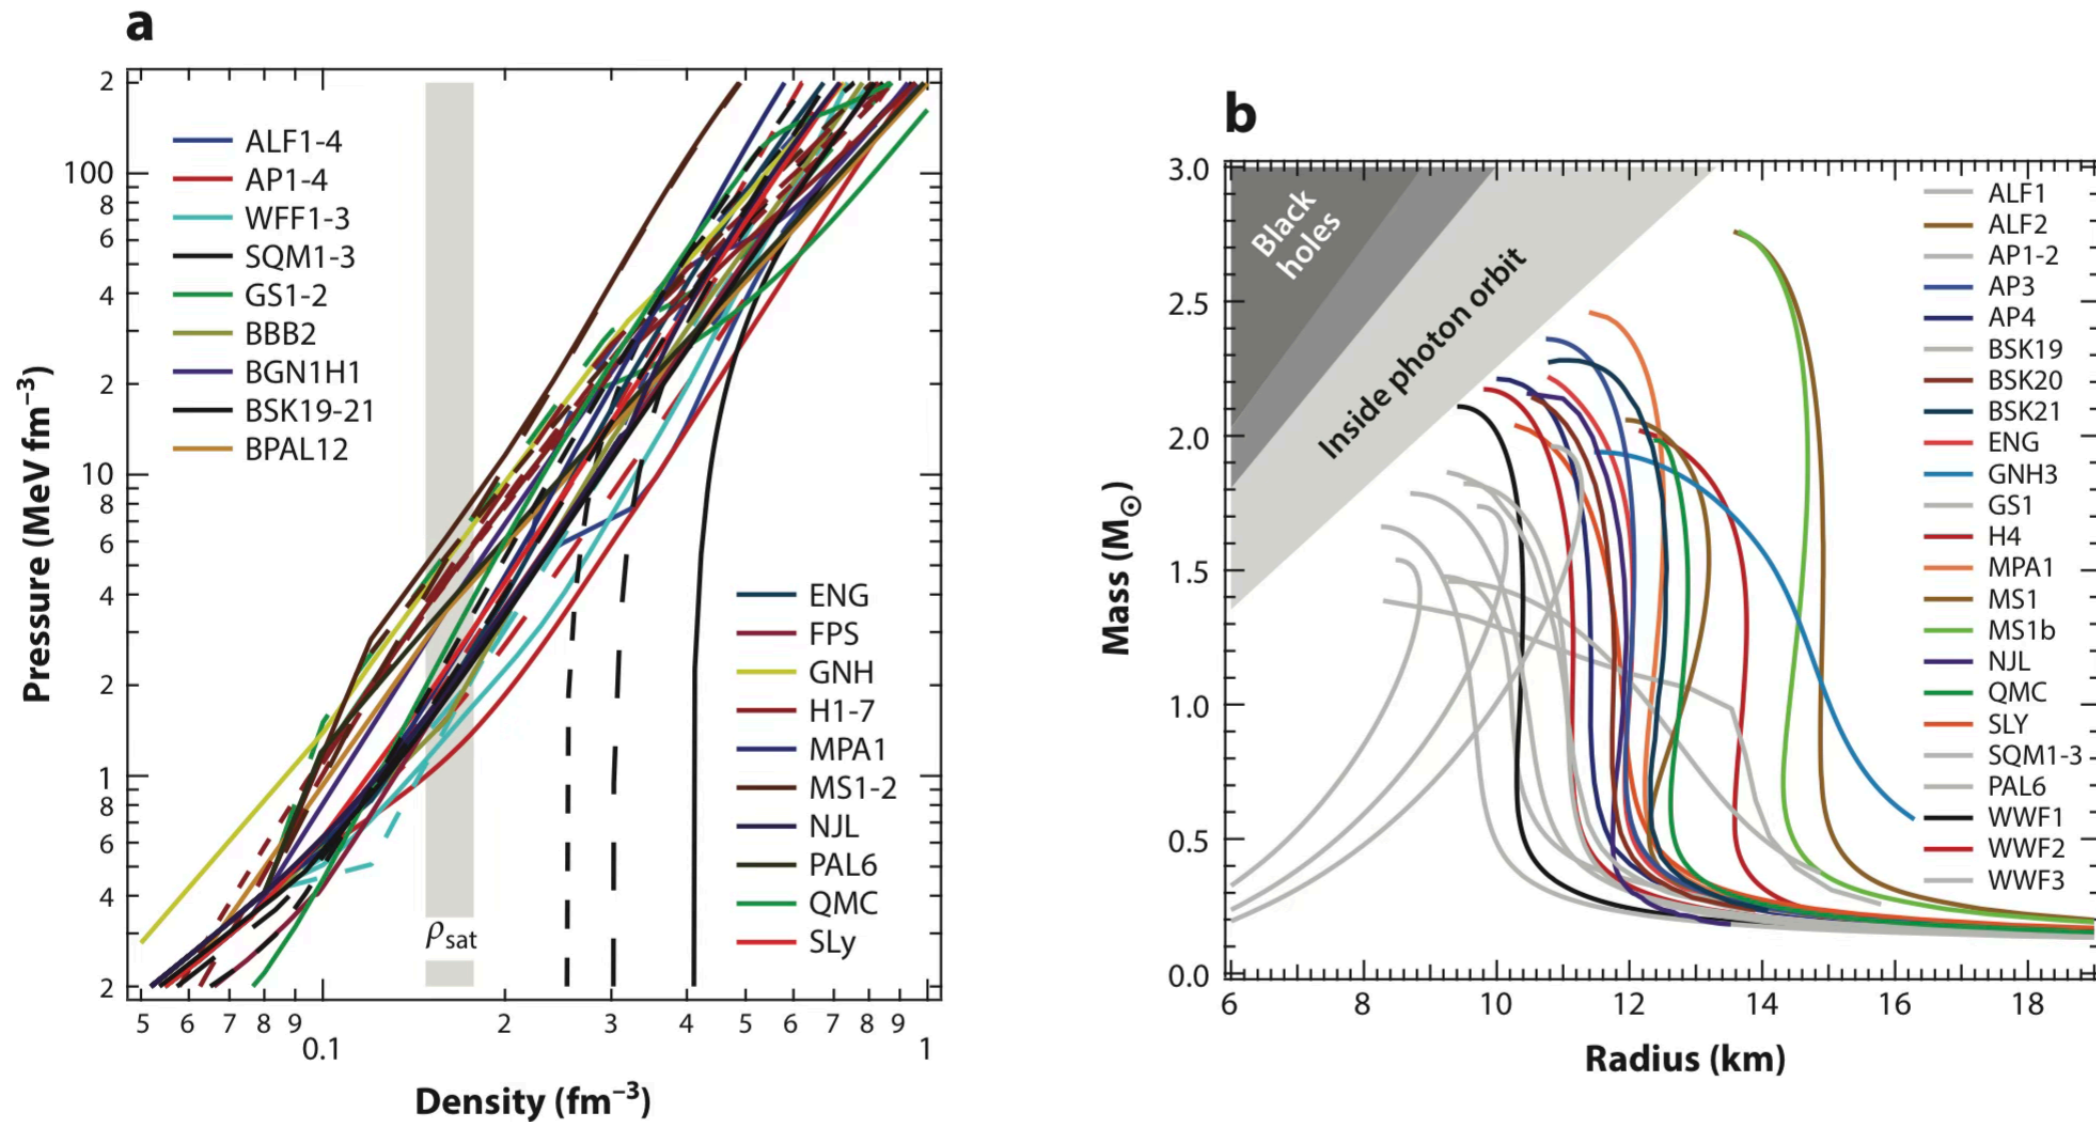 a
2
100
8
6
4
2
10
8
6
4
2
1
8
6
4
2
Pressure (MeV fm⁻³)
ALF1-4
AP1-4
WFF1-3
SQM1-3
GS1-2
BBB2
BGN1H1
BSK19-21
BPAL12
ENG
FPS
GNH
H1-7
MPA1
MS1-2
NJL
PAL6
QMC
SLy
ρsat
5 6 7 8 9 2 3 4 5 6 7 8 9
0.1 1
Density (fm⁻³)
b
3.0
2.5
2.0
1.5
1.0
0.5
0.0
Mass (M⊙)
Black
holes
Inside photon orbit
ALF1
ALF2
AP1-2
AP3
AP4
BSK19
BSK20
BSK21
ENG
GNH3
GS1
H4
MPA1
MS1
MS1b
NJL
QMC
SLY
SQM1-3
PAL6
WWF1
WWF2
WWF3
6 8 10 12 14 16 18
Radius (km)